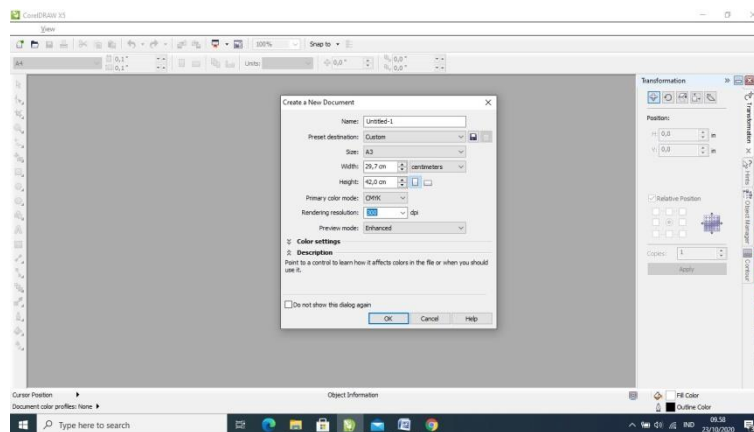 CorelDRAW X5
View
100% Snap to
A4 0,1" 0,1" Units: 0,0" 0,0" 0,0"
Create a New Document
Name: Untitled-1
Preset destination: Custom
Size: A3
Width: 29,7 cm centimeters
Height: 42,0 cm
Primary color mode: CMYK
Rendering resolution: 300 dpi
Preview mode: Enhanced
Color settings
Description
Point to a control to learn how it affects colors in the file or when you should
use it.
Do not show this dialog again
OK Cancel Help
Transformation
Position:
H: 0,0 in
V: 0,0 in
Relative Position
Copies: 1
Apply
Transformation
Hints
Object Manager
Contour
Cursor Position Object Information Fill Color
Document color profiles: None Outline Color
Type here to search
IND 09.58
23/10/2020